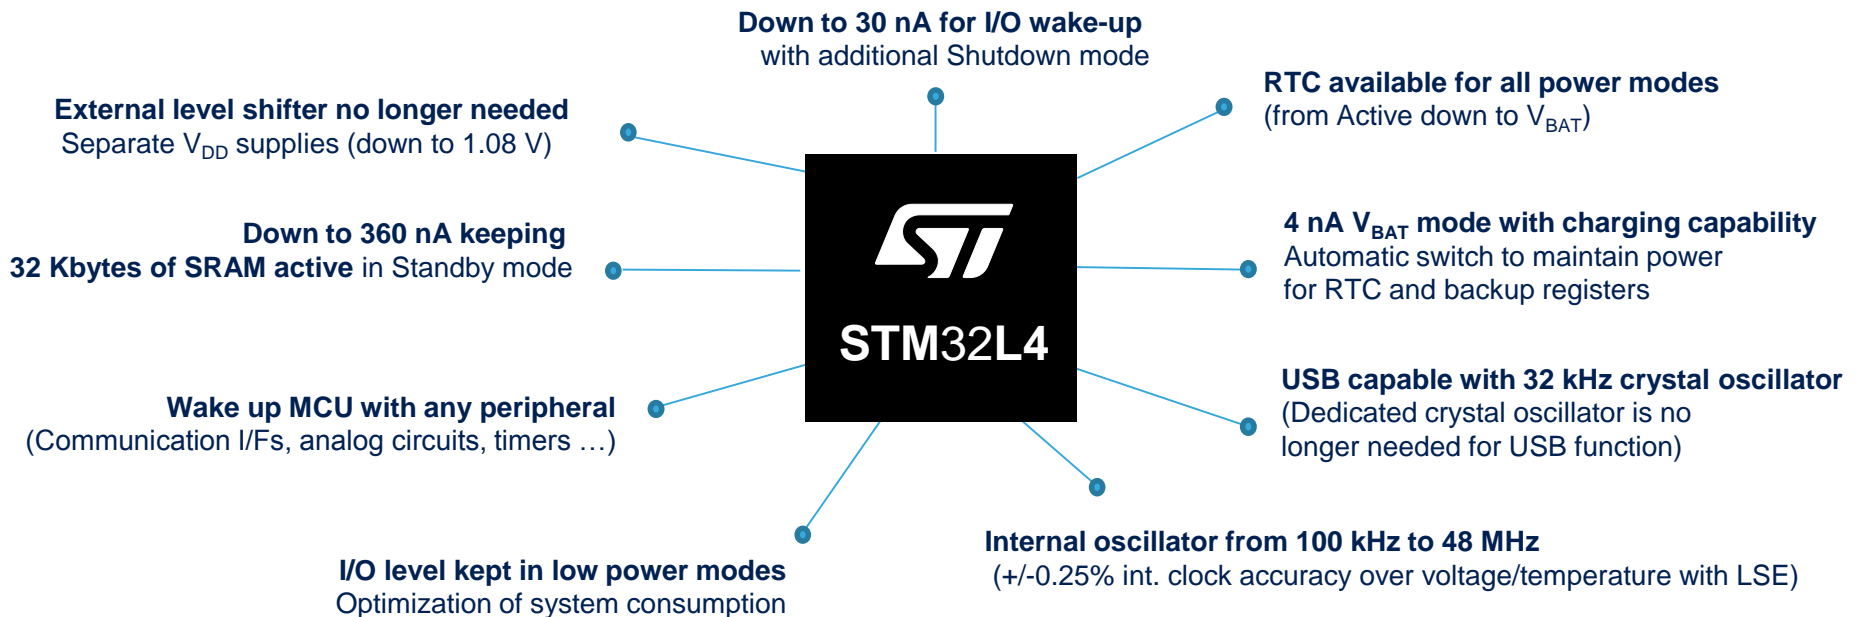 Down to 30 nA for I/O wake-up
with additional Shutdown mode
External level shifter no longer needed
Separate VDD supplies (down to 1.08 V)
RTC available for all power modes
(from Active down to VBAT)
Down to 360 nA keeping
32 Kbytes of SRAM active in Standby mode
4 nA VBAT mode with charging capability
Automatic switch to maintain power
for RTC and backup registers
ST
STM32L4
Wake up MCU with any peripheral
(Communication I/Fs, analog circuits, timers …)
USB capable with 32 kHz crystal oscillator
(Dedicated crystal oscillator is no
longer needed for USB function)
I/O level kept in low power modes
Optimization of system consumption
Internal oscillator from 100 kHz to 48 MHz
(+/-0.25% int. clock accuracy over voltage/temperature with LSE)